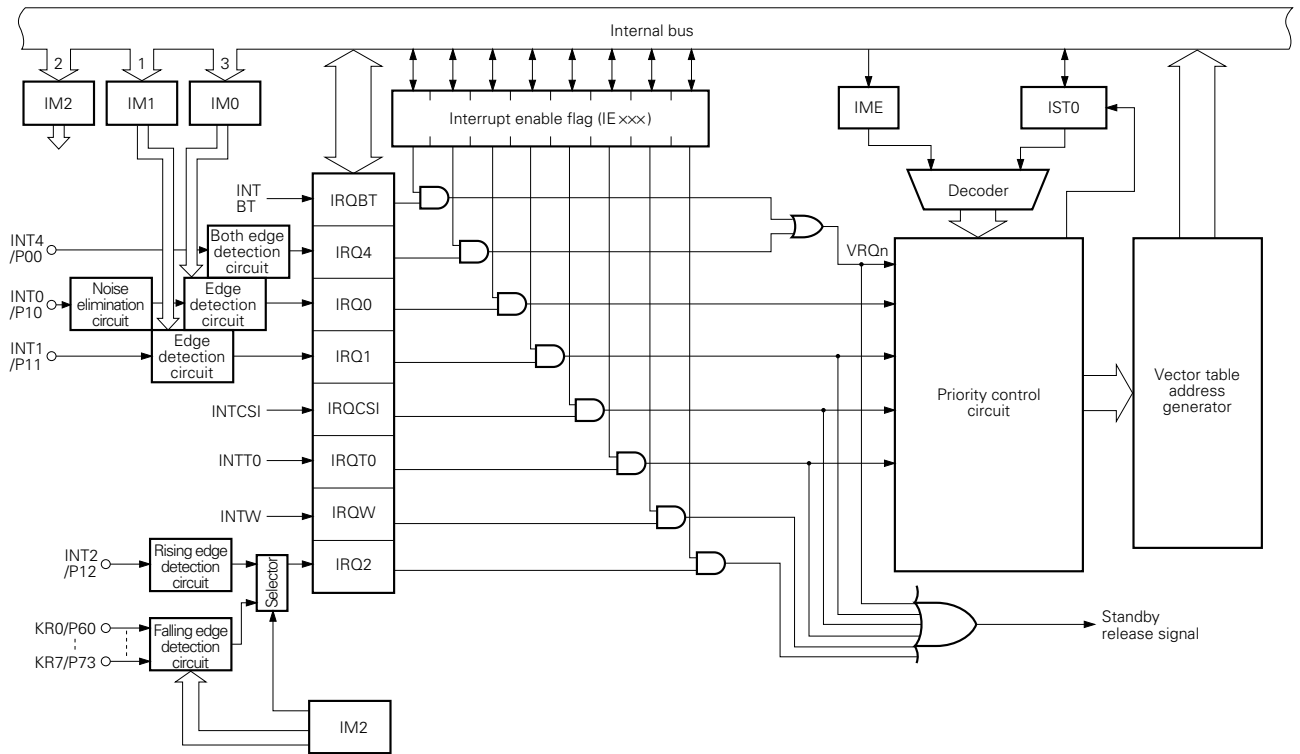 Internal bus
2
1
3
IM2
IM1
IM0
Interrupt enable flag (IE×××)
IME
IST0
Decoder
INT
BT
IRQBT
INT4
/P00
Both edge
detection
circuit
IRQ4
VRQn
INT0
/P10
Noise
elimination
circuit
Edge
detection
circuit
IRQ0
INT1
/P11
Edge
detection
circuit
IRQ1
Priority control
circuit
Vector table
address
generator
INTCSI
IRQCSI
INTT0
IRQT0
INTW
IRQW
INT2
/P12
Rising edge
detection
circuit
Selector
IRQ2
KR0/P60
KR7/P73
Falling edge
detection
circuit
Standby
release signal
IM2